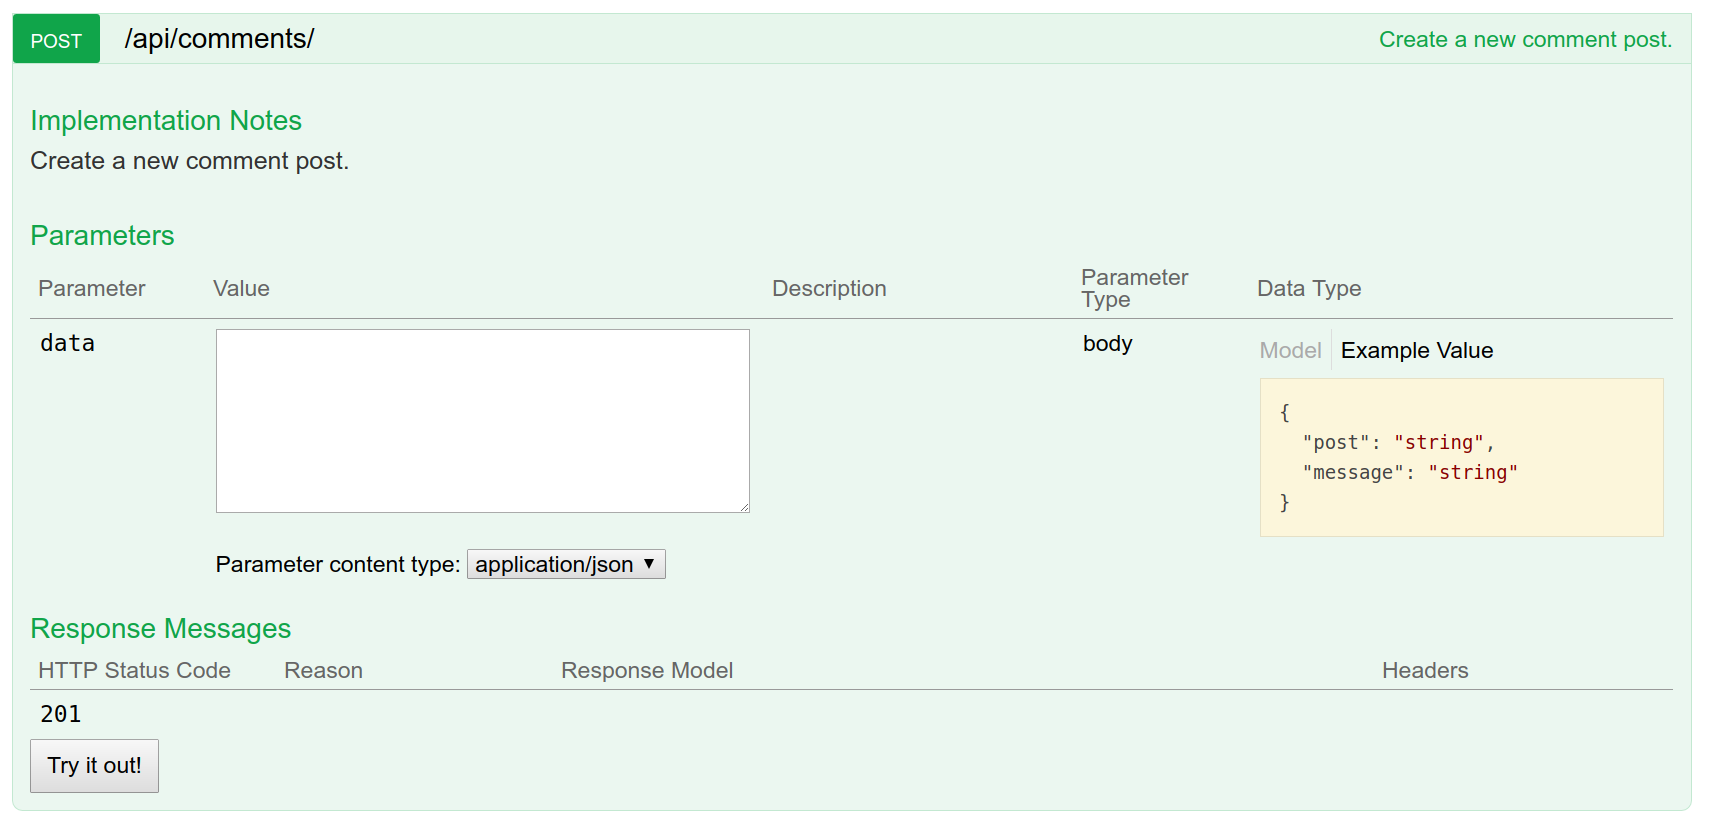 POST /api/comments/ Create a new comment post.
Implementation Notes
Create a new comment post.
Parameters
Parameter Value Description Parameter Type Data Type
data body Model Example Value
{
"post": "string",
"message": "string"
}
Parameter content type: application/json ▼
Response Messages
HTTP Status Code Reason Response Model Headers
201
Try it out!